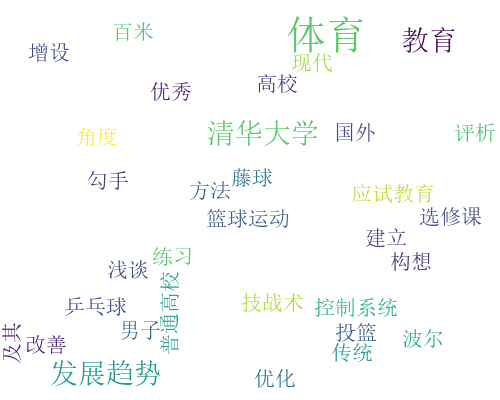 体育
百米
教育
增设
现代
优秀
高校
清华大学
国外
评析
角度
勾手
藤球
方法
应试教育
篮球运动
选修课
建立
练习
构想
浅谈
普通高校
乒乓球
技战术
控制系统
男子
投篮
及其
改善
传统
波尔
发展趋势
优化